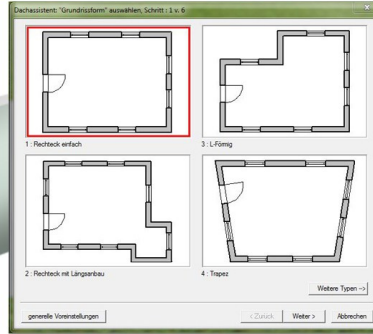 Dachassistent: "Grundrissform" auswählen, Schritt : 1 v. 6
1 : Rechteck einfach
3 : L-Förmig
2 : Rechteck mit Längsanbau
4 : Trapez
Weitere Typen -->
generelle Voreinstellungen
< Zurück
Weiter >
Abbrechen